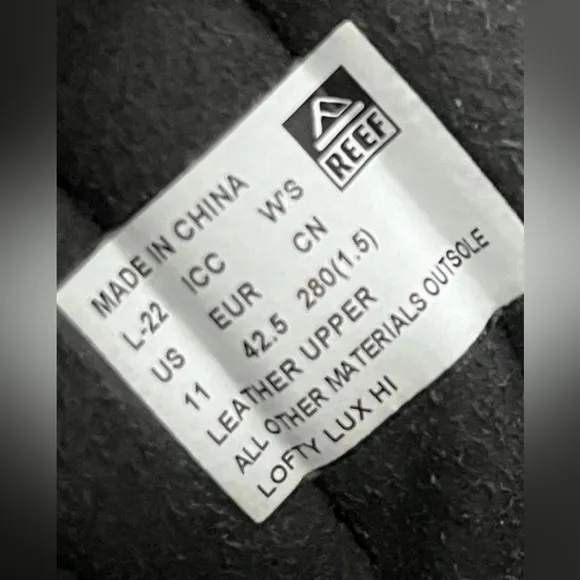 REEF
MADE IN CHINA W'S
L-22 ICC CN
US EUR 280(1.5)
11 42.5
LEATHER UPPER
ALL OTHER MATERIALS OUTSOLE
LOFTY LUX HI